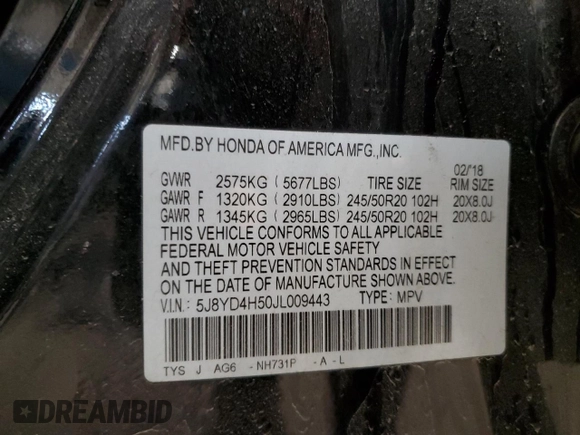 MFD.BY HONDA OF AMERICA MFG.,INC.
02/'18
GVWR 2575KG ( 5677LBS) TIRE SIZE RIM SIZE
GAWR F 1320KG ( 2910LBS) 245/50R20 102H 20X8.0J
GAWR R 1345KG ( 2965LBS) 245/50R20 102H 20X8.0J
THIS VEHICLE CONFORMS TO ALL APPLICABLE
FEDERAL MOTOR VEHICLE SAFETY
AND THEFT PREVENTION STANDARDS IN EFFECT
ON THE DATE OF MANUFACTURE SHOWN ABOVE.
V.I.N.: 5J8YD4H50JL009443 TYPE: MPV
TYS J AG6 -NH731P -A-L
DREAMBID